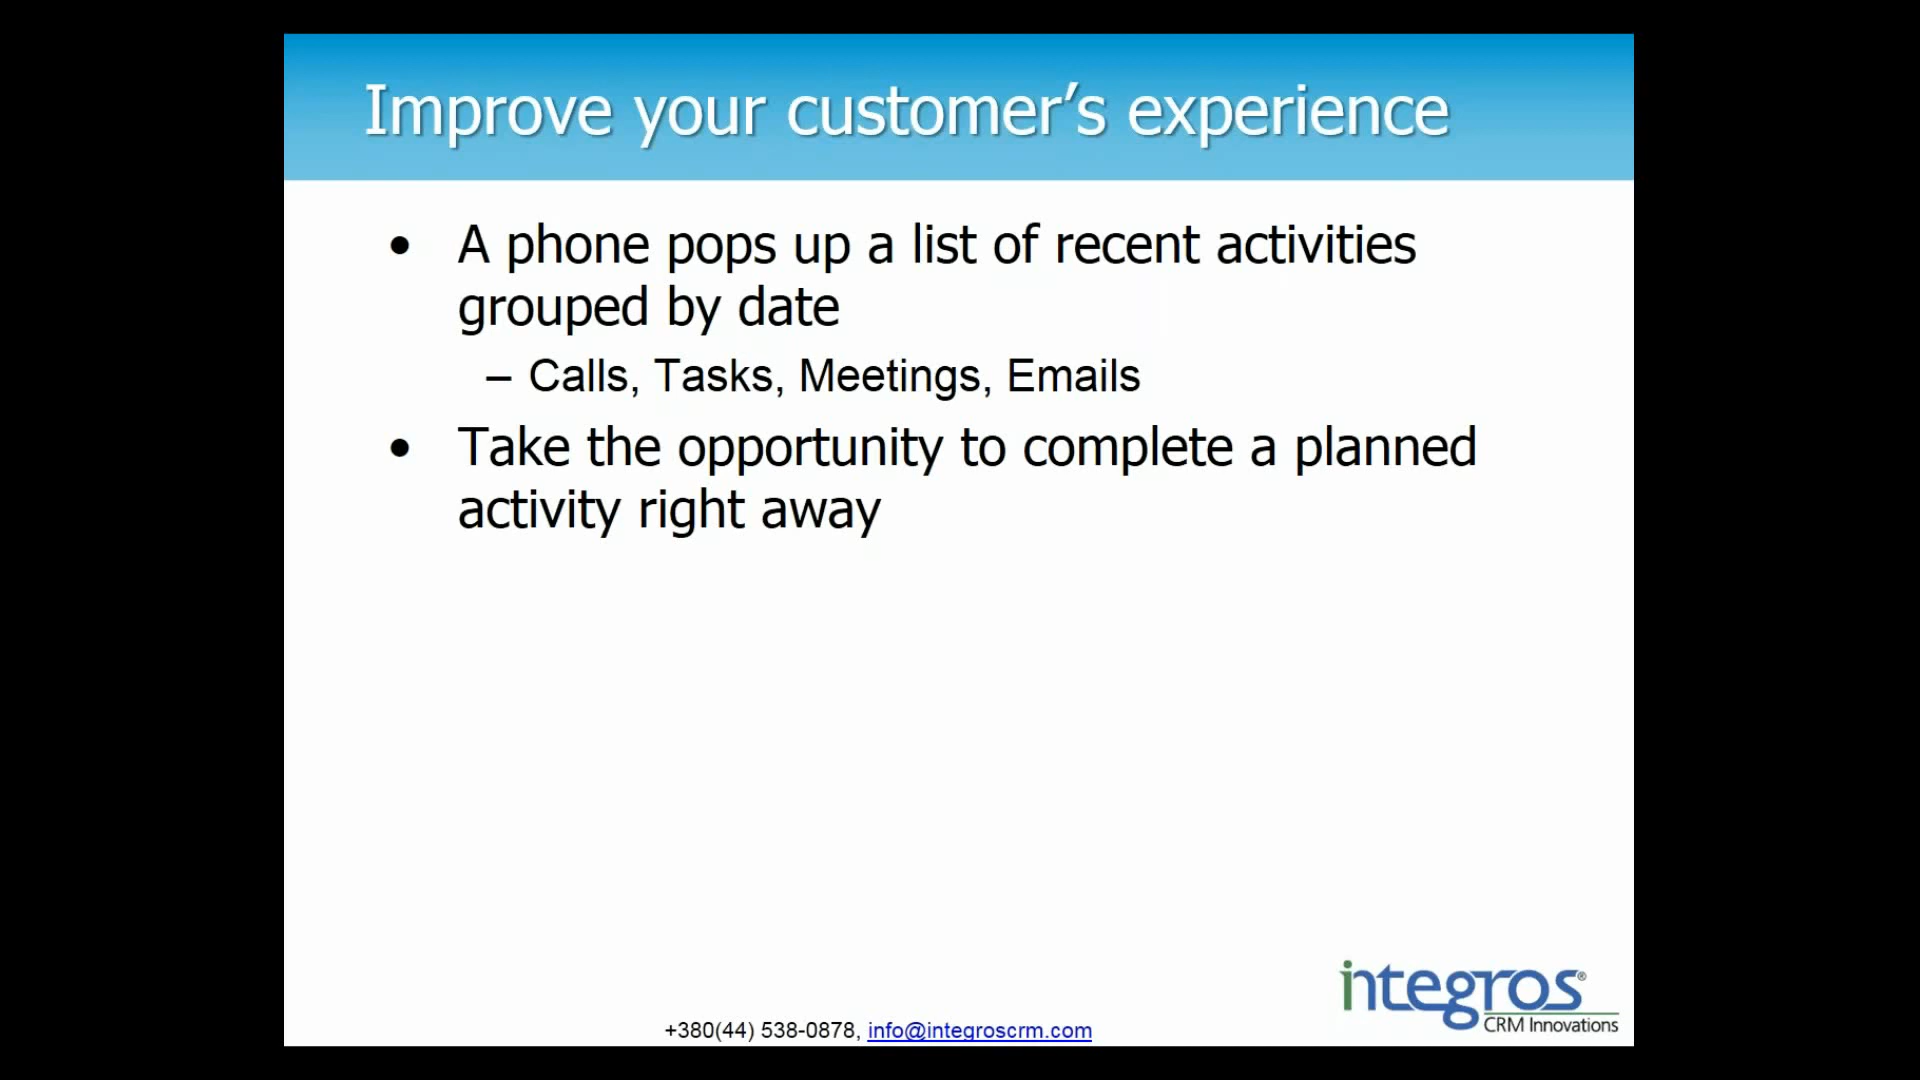 Improve your customer’s experience
• A phone pops up a list of recent activities
grouped by date
– Calls, Tasks, Meetings, Emails
• Take the opportunity to complete a planned
activity right away
integros®
CRM Innovations
+380(44) 538-0878, info@integroscrm.com